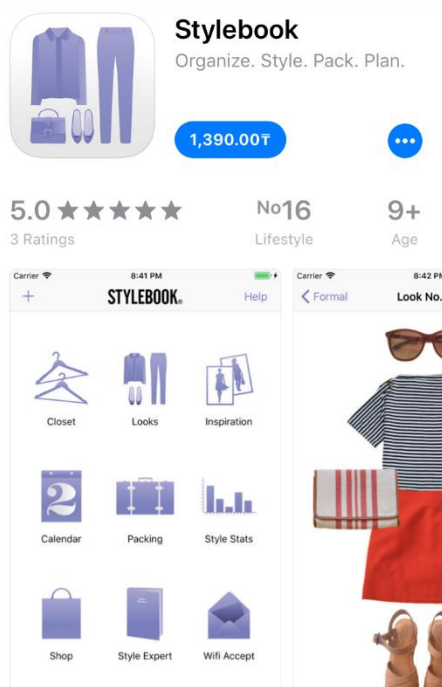 Stylebook
Organize. Style. Pack. Plan.
1,390.00₸
5.0 ★★★★★
3 Ratings
No16
Lifestyle
9+
Age
Carrier 8:41 PM
+ STYLEBOOK® Help
Closet Looks Inspiration
2
Calendar Packing Style Stats
Shop Style Expert Wifi Accept
Carrier 8:42 PM
< Formal Look No.